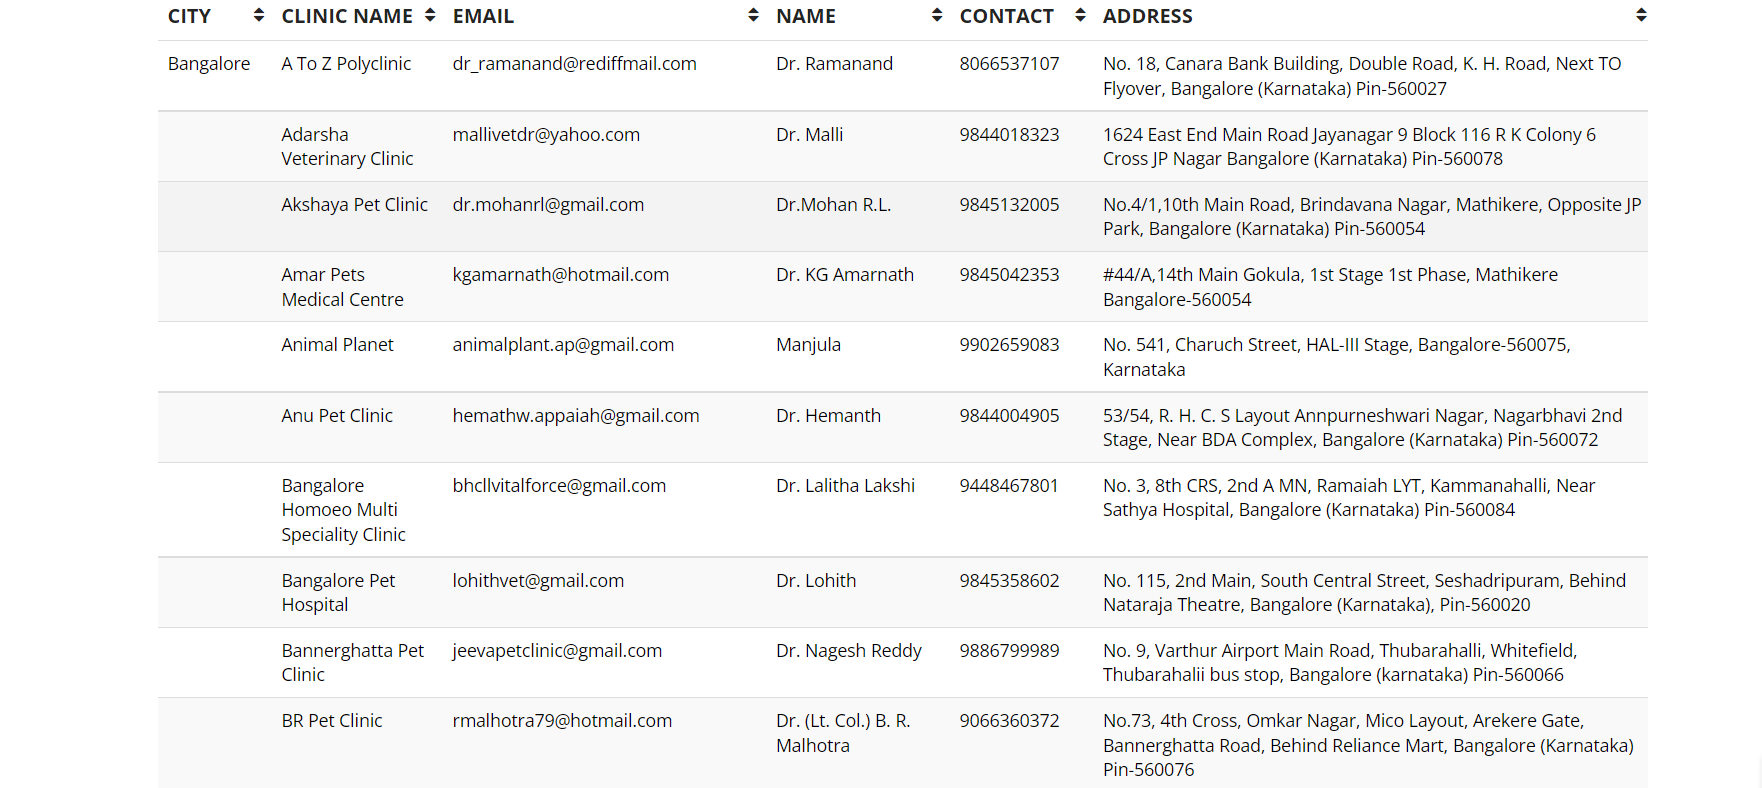 CITY CLINIC NAME EMAIL NAME CONTACT ADDRESS
Bangalore A To Z Polyclinic dr_ramanand@rediffmail.com Dr. Ramanand 8066537107 No. 18, Canara Bank Building, Double Road, K. H. Road, Next TO
Flyover, Bangalore (Karnataka) Pin-560027
Adarsha mallivetdr@yahoo.com Dr. Malli 9844018323 1624 East End Main Road Jayanagar 9 Block 116 R K Colony 6
Veterinary Clinic Cross JP Nagar Bangalore (Karnataka) Pin-560078
Akshaya Pet Clinic dr.mohanrl@gmail.com Dr.Mohan R.L. 9845132005 No.4/1,10th Main Road, Brindavana Nagar, Mathikere, Opposite JP
Park, Bangalore (Karnataka) Pin-560054
Amar Pets kgamarnath@hotmail.com Dr. KG Amarnath 9845042353 #44/A,14th Main Gokula, 1st Stage 1st Phase, Mathikere
Medical Centre Bangalore-560054
Animal Planet animalplant.ap@gmail.com Manjula 9902659083 No. 541, Charuch Street, HAL-III Stage, Bangalore-560075,
Karnataka
Anu Pet Clinic hemathw.appaiah@gmail.com Dr. Hemanth 9844004905 53/54, R. H. C. S Layout Annpurneshwari Nagar, Nagarbhavi 2nd
Stage, Near BDA Complex, Bangalore (Karnataka) Pin-560072
Bangalore bhcllvitalforce@gmail.com Dr. Lalitha Lakshi 9448467801 No. 3, 8th CRS, 2nd A MN, Ramaiah LYT, Kammanahalli, Near
Homoeo Multi Sathya Hospital, Bangalore (Karnataka) Pin-560084
Speciality Clinic
Bangalore Pet lohithvet@gmail.com Dr. Lohith 9845358602 No. 115, 2nd Main, South Central Street, Seshadripuram, Behind
Hospital Nataraja Theatre, Bangalore (Karnataka), Pin-560020
Bannerghatta Pet jeevapetclinic@gmail.com Dr. Nagesh Reddy 9886799989 No. 9, Varthur Airport Main Road, Thubarahalli, Whitefield,
Clinic Thubarahalii bus stop, Bangalore (karnataka) Pin-560066
BR Pet Clinic rmalhotra79@hotmail.com Dr. (Lt. Col.) B. R. 9066360372 No.73, 4th Cross, Omkar Nagar, Mico Layout, Arekere Gate,
Malhotra Bannerghatta Road, Behind Reliance Mart, Bangalore (Karnataka)
Pin-560076